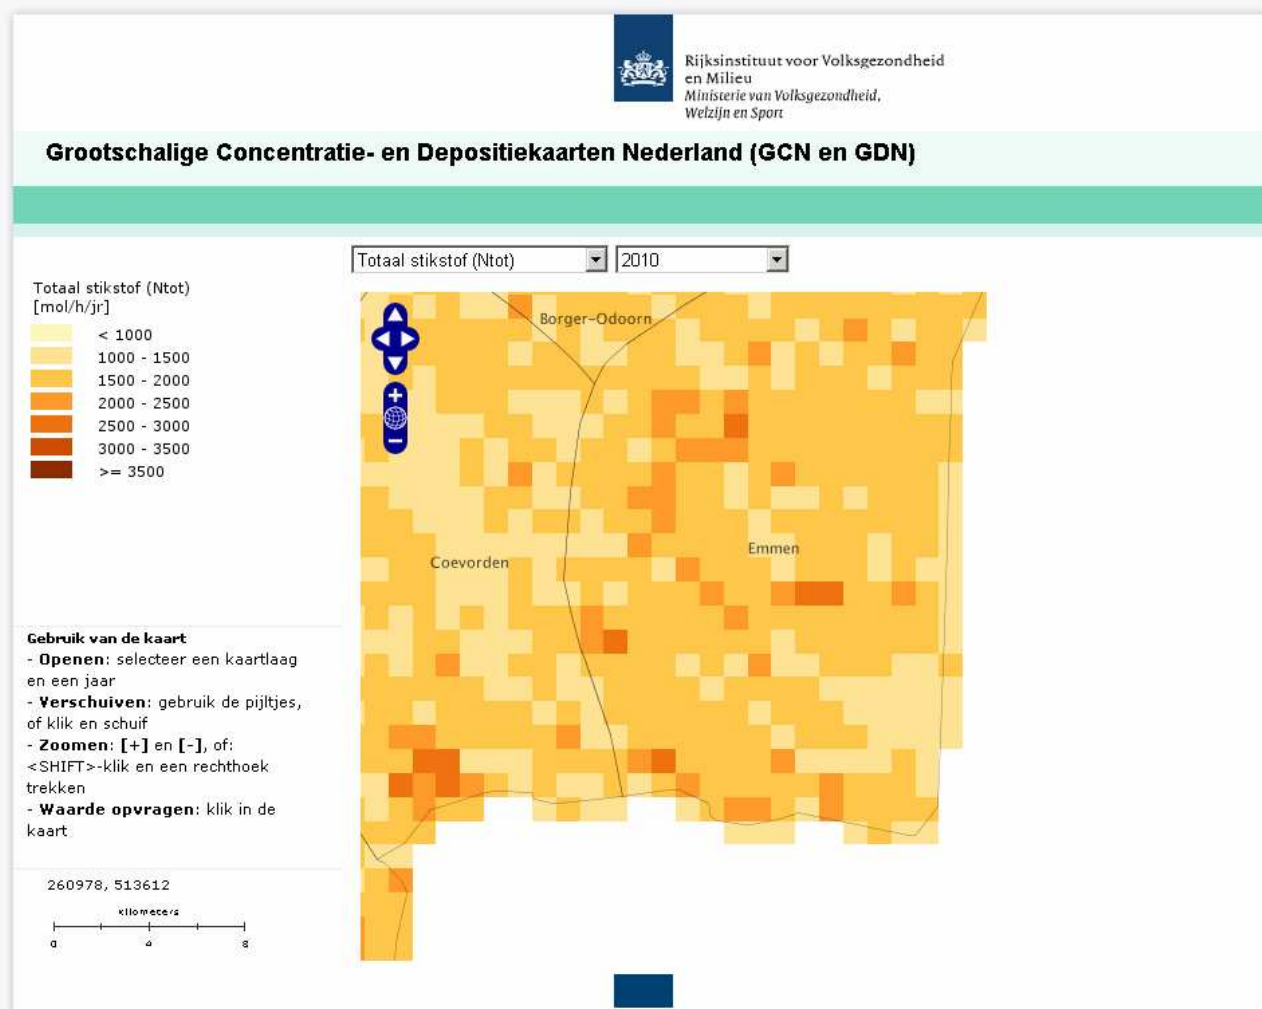 Rijksinstituut voor Volksgezondheid
en Milieu
Ministerie van Volksgezondheid,
Welzijn en Sport
Grootschalige Concentratie- en Depositiekaarten Nederland (GCN en GDN)
Totaal stikstof (Ntot)
2010
Totaal stikstof (Ntot)
[mol/h/jr]
< 1000
1000 - 1500
1500 - 2000
2000 - 2500
2500 - 3000
3000 - 3500
>= 3500
Borger-Odoorn
Coevorden
Emmen
Gebruik van de kaart
- Openen: selecteer een kaartlaag
en een jaar
- Verschuiven: gebruik de pijltjes,
of klik en schuif
- Zoomen: [+] en [-], of:
<SHIFT>-klik en een rechthoek
trekken
- Waarde opvragen: klik in de
kaart
260978, 513612
kilometers
0 4 8